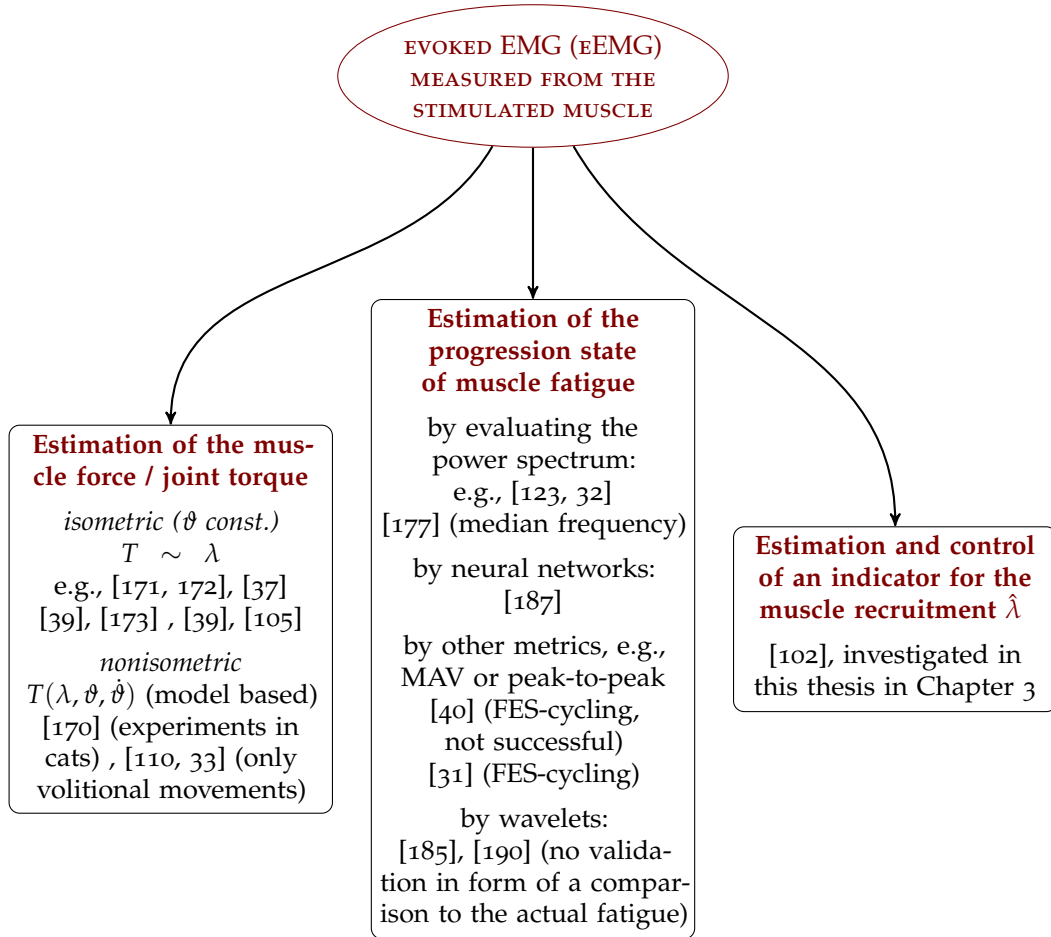 EVOKED EMG (EEMG)
MEASURED FROM THE
STIMULATED MUSCLE
Estimation of the mus-
cle force / joint torque
isometric (ϑ const.)
T ∼ λ
e.g., [171, 172], [37]
[39], [173] , [39], [105]
nonisometric
T(λ, ϑ, ϑ̇) (model based)
[170] (experiments in
cats) , [110, 33] (only
volitional movements)
Estimation of the
progression state
of muscle fatigue
by evaluating the
power spectrum:
e.g., [123, 32]
[177] (median frequency)
by neural networks:
[187]
by other metrics, e.g.,
MAV or peak-to-peak
[40] (FES-cycling,
not successful)
[31] (FES-cycling)
by wavelets:
[185], [190] (no valida-
tion in form of a compar-
ison to the actual fatigue)
Estimation and control
of an indicator for the
muscle recruitment λ̂
[102], investigated in
this thesis in Chapter 3